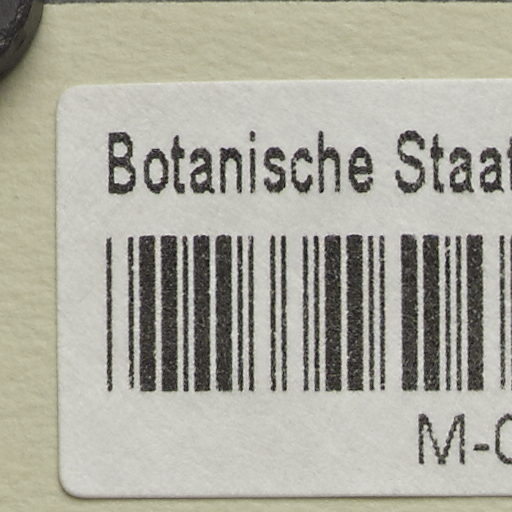 Botanische Staat
M-